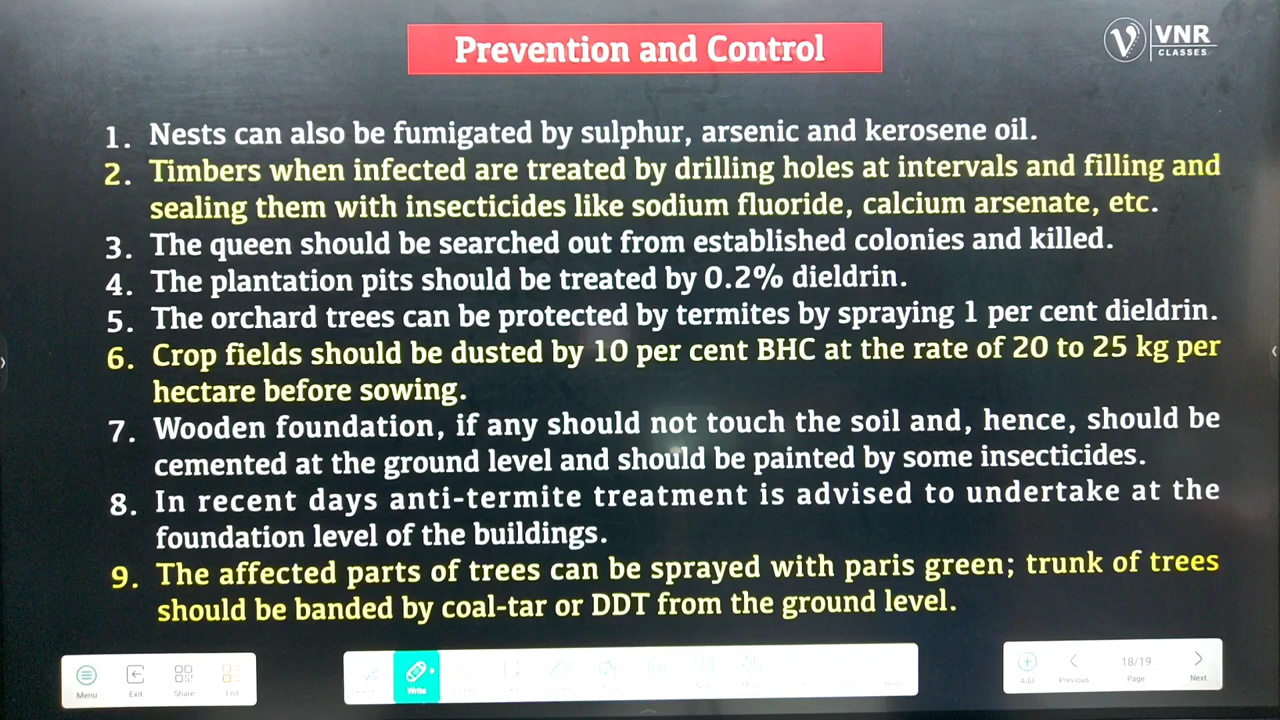 Prevention and Control
VNR
CLASSES
1. Nests can also be fumigated by sulphur, arsenic and kerosene oil.
2. Timbers when infected are treated by drilling holes at intervals and filling and
sealing them with insecticides like sodium fluoride, calcium arsenate, etc.
3. The queen should be searched out from established colonies and killed.
4. The plantation pits should be treated by 0.2% dieldrin.
5. The orchard trees can be protected by termites by spraying 1 per cent dieldrin.
6. Crop fields should be dusted by 10 per cent BHC at the rate of 20 to 25 kg per
hectare before sowing.
7. Wooden foundation, if any should not touch the soil and, hence, should be
cemented at the ground level and should be painted by some insecticides.
8. In recent days anti-termite treatment is advised to undertake at the
foundation level of the buildings.
9. The affected parts of trees can be sprayed with paris green; trunk of trees
should be banded by coal-tar or DDT from the ground level.
Menu Exit Share List Write Add Previous 18/19 Page Next